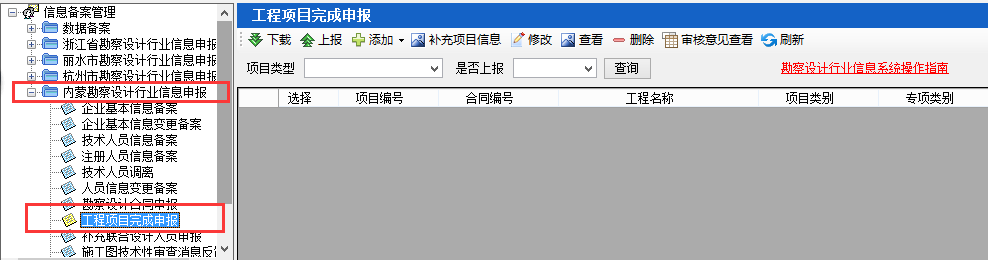 信息备案管理
数据备案
浙江省勘察设计行业信息申报
丽水市勘察设计行业信息申报
杭州市勘察设计行业信息申报
内蒙勘察设计行业信息申报
企业基本信息备案
企业基本信息变更备案
技术人员信息备案
注册人员信息备案
技术人员调离
人员信息变更备案
勘察设计合同申报
工程项目完成申报
补充联合设计人员申报
施工图技术性审查消息反馈
工程项目完成申报
下载 上报 添加 补充项目信息 修改 查看 删除 审核意见查看 刷新
项目类型 是否上报 查询 勘察设计行业信息系统操作指南
选择 项目编号 合同编号 工程名称 项目类别 专项类别